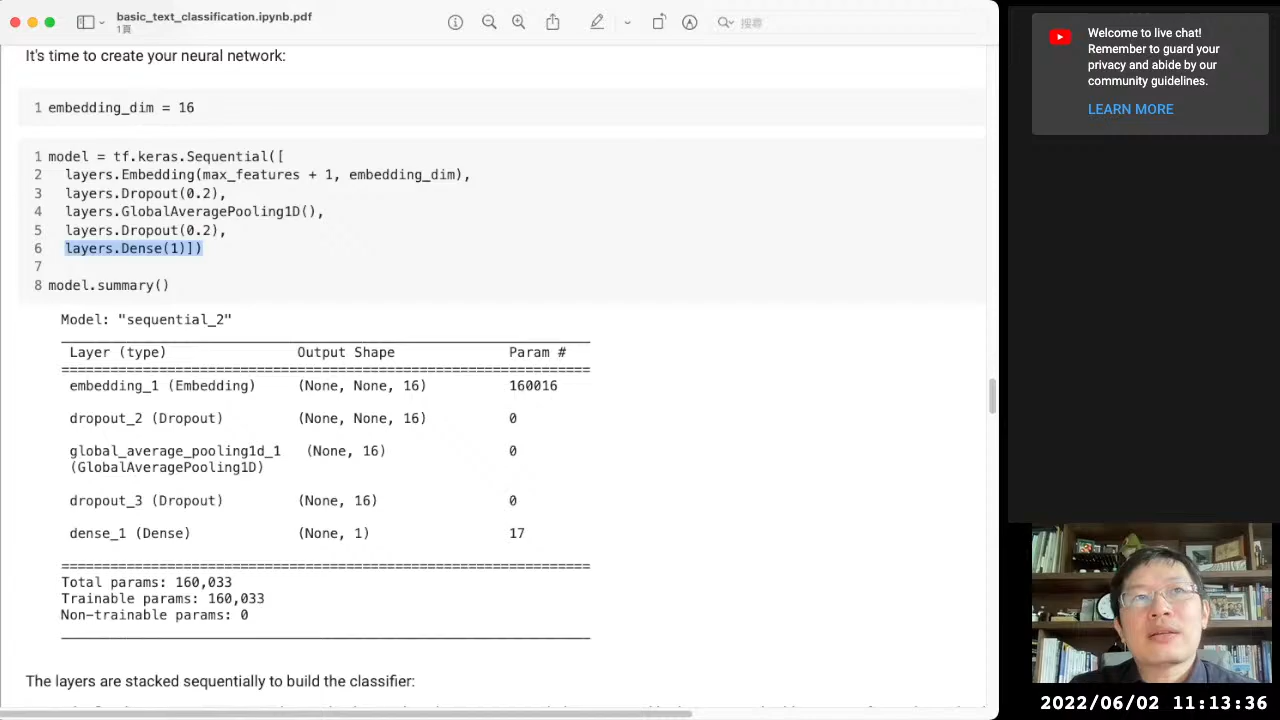 basic_text_classification.ipynb.pdf
1頁
搜尋
It's time to create your neural network:
1 embedding_dim = 16
1 model = tf.keras.Sequential([
2 layers.Embedding(max_features + 1, embedding_dim),
3 layers.Dropout(0.2),
4 layers.GlobalAveragePooling1D(),
5 layers.Dropout(0.2),
6 layers.Dense(1)])
7
8 model.summary()
Model: "sequential_2"
Layer (type) Output Shape Param #
embedding_1 (Embedding) (None, None, 16) 160016
dropout_2 (Dropout) (None, None, 16) 0
global_average_pooling1d_1 (None, 16) 0
(GlobalAveragePooling1D)
dropout_3 (Dropout) (None, 16) 0
dense_1 (Dense) (None, 1) 17
Total params: 160,033
Trainable params: 160,033
Non-trainable params: 0
The layers are stacked sequentially to build the classifier:
Welcome to live chat!
Remember to guard your
privacy and abide by our
community guidelines.
LEARN MORE
2022/06/02 11:13:36